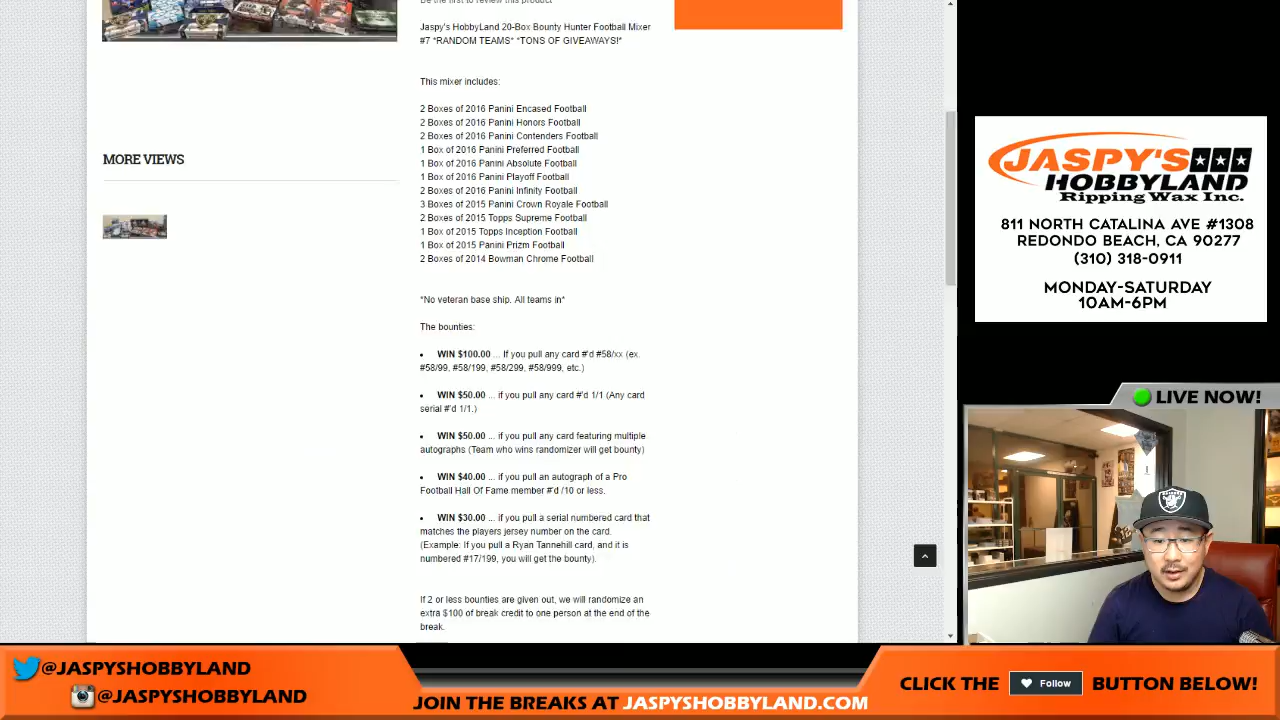 Be the first to review this product
Jaspy's HobbyLand 20-Box Bounty Hunter Football Mixer
#7 *RANDOM TEAMS* *TONS OF GIVEAWAYS!*
This mixer includes:
2 Boxes of 2016 Panini Encased Football
2 Boxes of 2016 Panini Honors Football
2 Boxes of 2016 Panini Contenders Football
1 Box of 2016 Panini Preferred Football
1 Box of 2016 Panini Absolute Football
1 Box of 2016 Panini Playoff Football
2 Boxes of 2016 Panini Infinity Football
3 Boxes of 2015 Panini Crown Royale Football
2 Boxes of 2015 Topps Supreme Football
1 Box of 2015 Topps Inception Football
1 Box of 2015 Panini Prizm Football
2 Boxes of 2014 Bowman Chrome Football
*No veteran base ship. All teams in*
The bounties:
• WIN $100.00 ... If you pull any card #'d #58/xx (ex.
#58/99, #58/199, #58/299, #58/999, etc.)
• WIN $50.00 ... if you pull any card #'d 1/1 (Any card
serial #'d 1/1.)
• WIN $50.00 ... if you pull any card featuring multiple
autographs (Team who wins randomizer will get bounty)
• WIN $40.00 ... if you pull an autograph of a Pro
Football Hall Of Fame member #'d /10 or less.
• WIN $30.00 ... if you pull a serial numbered card that
matches the players jersey number on the card.
(Example: If you pull a Ryan Tannehill card, and it is
numbered #17/199, you will get the bounty).
If 2 or less bounties are given out, we will randomize an
extra $100 of break credit to one person at the end of the
break.
MORE VIEWS
JASPY'S
HOBBYLAND
Ripping Wax Inc.
811 NORTH CATALINA AVE #1308
REDONDO BEACH, CA 90277
(310) 318-0911
MONDAY-SATURDAY
10AM-6PM
LIVE NOW!
RAIDERS
@JASPYSHOBBYLAND
@JASPYSHOBBYLAND
JOIN THE BREAKS AT JASPYSHOBBYLAND.COM
CLICK THE Follow BUTTON BELOW!